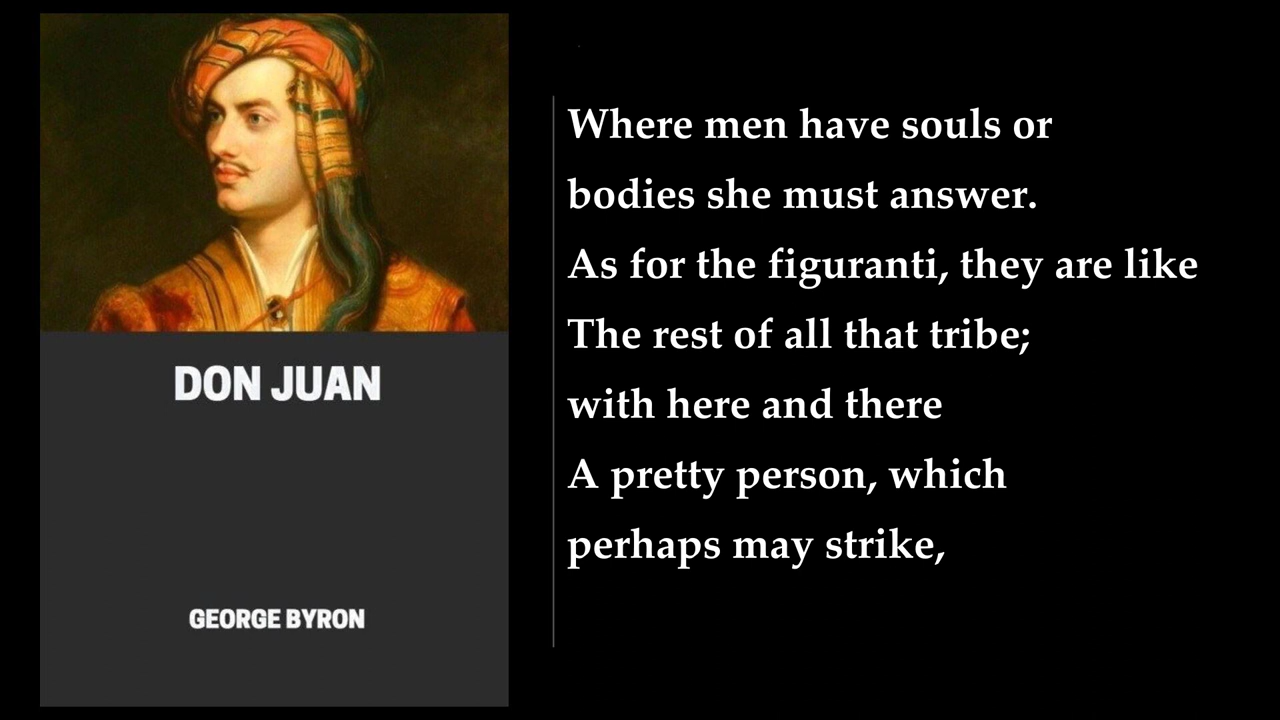 DON JUAN
GEORGE BYRON
Where men have souls or
bodies she must answer.
As for the figuranti, they are like
The rest of all that tribe;
with here and there
A pretty person, which
perhaps may strike,